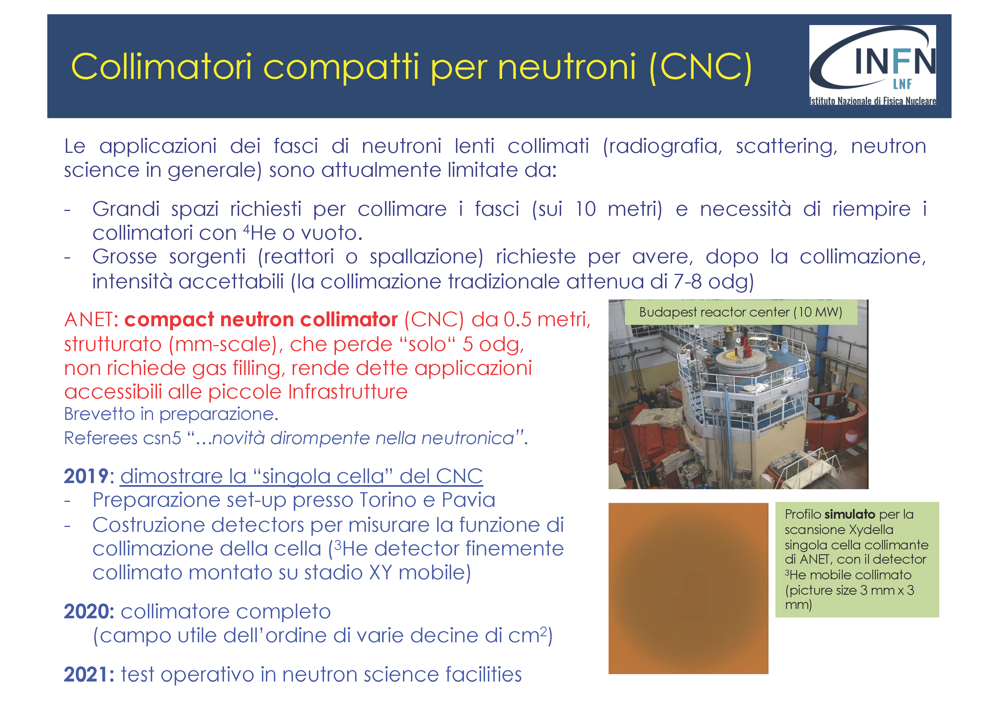 Collimatori compatti per neutroni (CNC)
INFN
LNF
Istituto Nazionale di Fisica Nucleare
Le applicazioni dei fasci di neutroni lenti collimati (radiografia, scattering, neutron
science in generale) sono attualmente limitate da:
- Grandi spazi richiesti per collimare i fasci (sui 10 metri) e necessità di riempire i
collimatori con ⁴He o vuoto.
- Grosse sorgenti (reattori o spallazione) richieste per avere, dopo la collimazione,
intensità accettabili (la collimazione tradizionale attenua di 7-8 odg)
ANET: compact neutron collimator (CNC) da 0.5 metri,
strutturato (mm-scale), che perde “solo“ 5 odg,
non richiede gas filling, rende dette applicazioni
accessibili alle piccole Infrastrutture
Brevetto in preparazione.
Referees csn5 “…novità dirompente nella neutronica”.
2019: dimostrare la “singola cella” del CNC
- Preparazione set-up presso Torino e Pavia
- Costruzione detectors per misurare la funzione di
collimazione della cella (³He detector finemente
collimato montato su stadio XY mobile)
2020: collimatore completo
(campo utile dell’ordine di varie decine di cm²)
2021: test operativo in neutron science facilities
Budapest reactor center (10 MW)
Profilo simulato per la
scansione Xydella
singola cella collimante
di ANET, con il detector
³He mobile collimato
(picture size 3 mm x 3
mm)